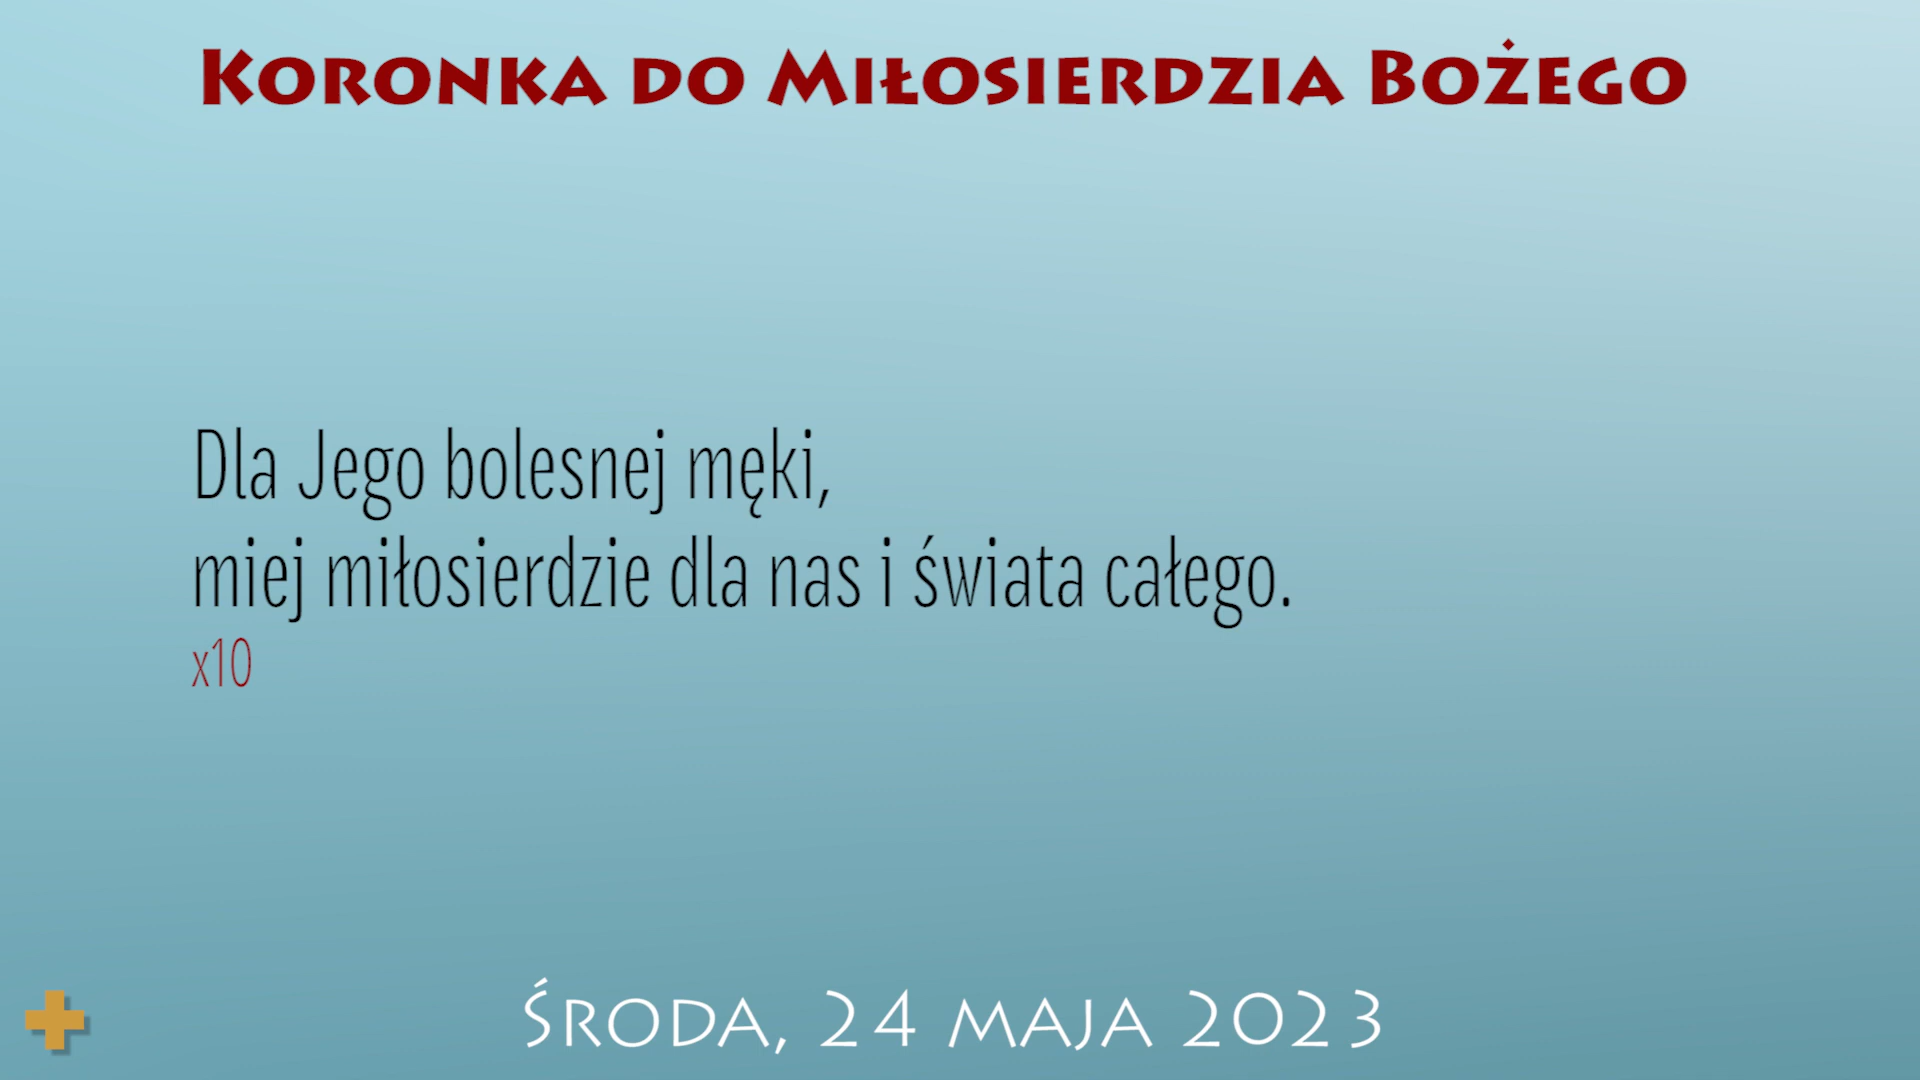 Koronka do Miłosierdzia Bożego
Dla Jego bolesnej męki,
miej miłosierdzie dla nas i świata całego.
x10
Środa, 24 maja 2023